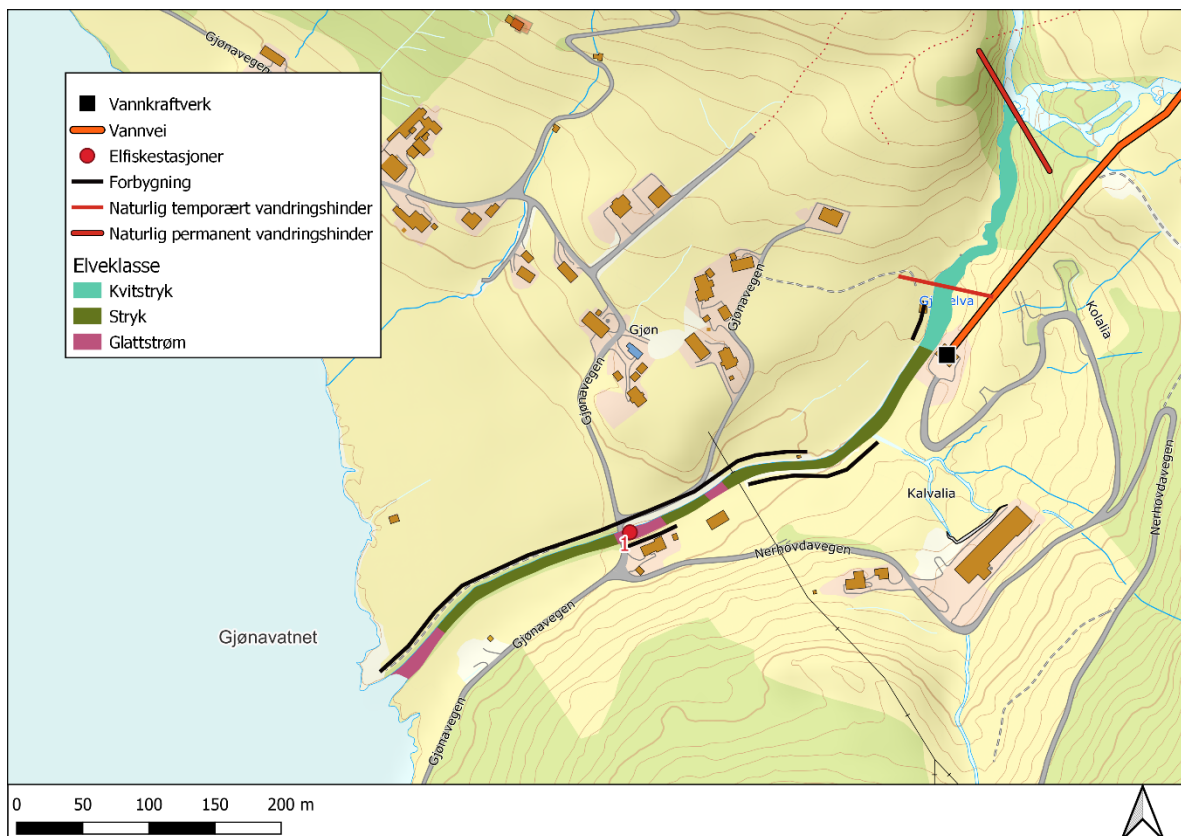 Gjønavegen
Vannkraftverk
Vannvei
Elfiskestasjoner
Forbygning
Naturlig temporært vandringshinder
Naturlig permanent vandringshinder
Elveklasse
Kvitstryk
Stryk
Glattstrøm
Gjønavegen
Kolalia
Gjøn
Gjønavegen
Kalvalia
Nerhovdavegen
1
Nerhovdavegen
Gjønavatnet
Gjønavegen
Gjønavegen
0 50 100 150 200 m